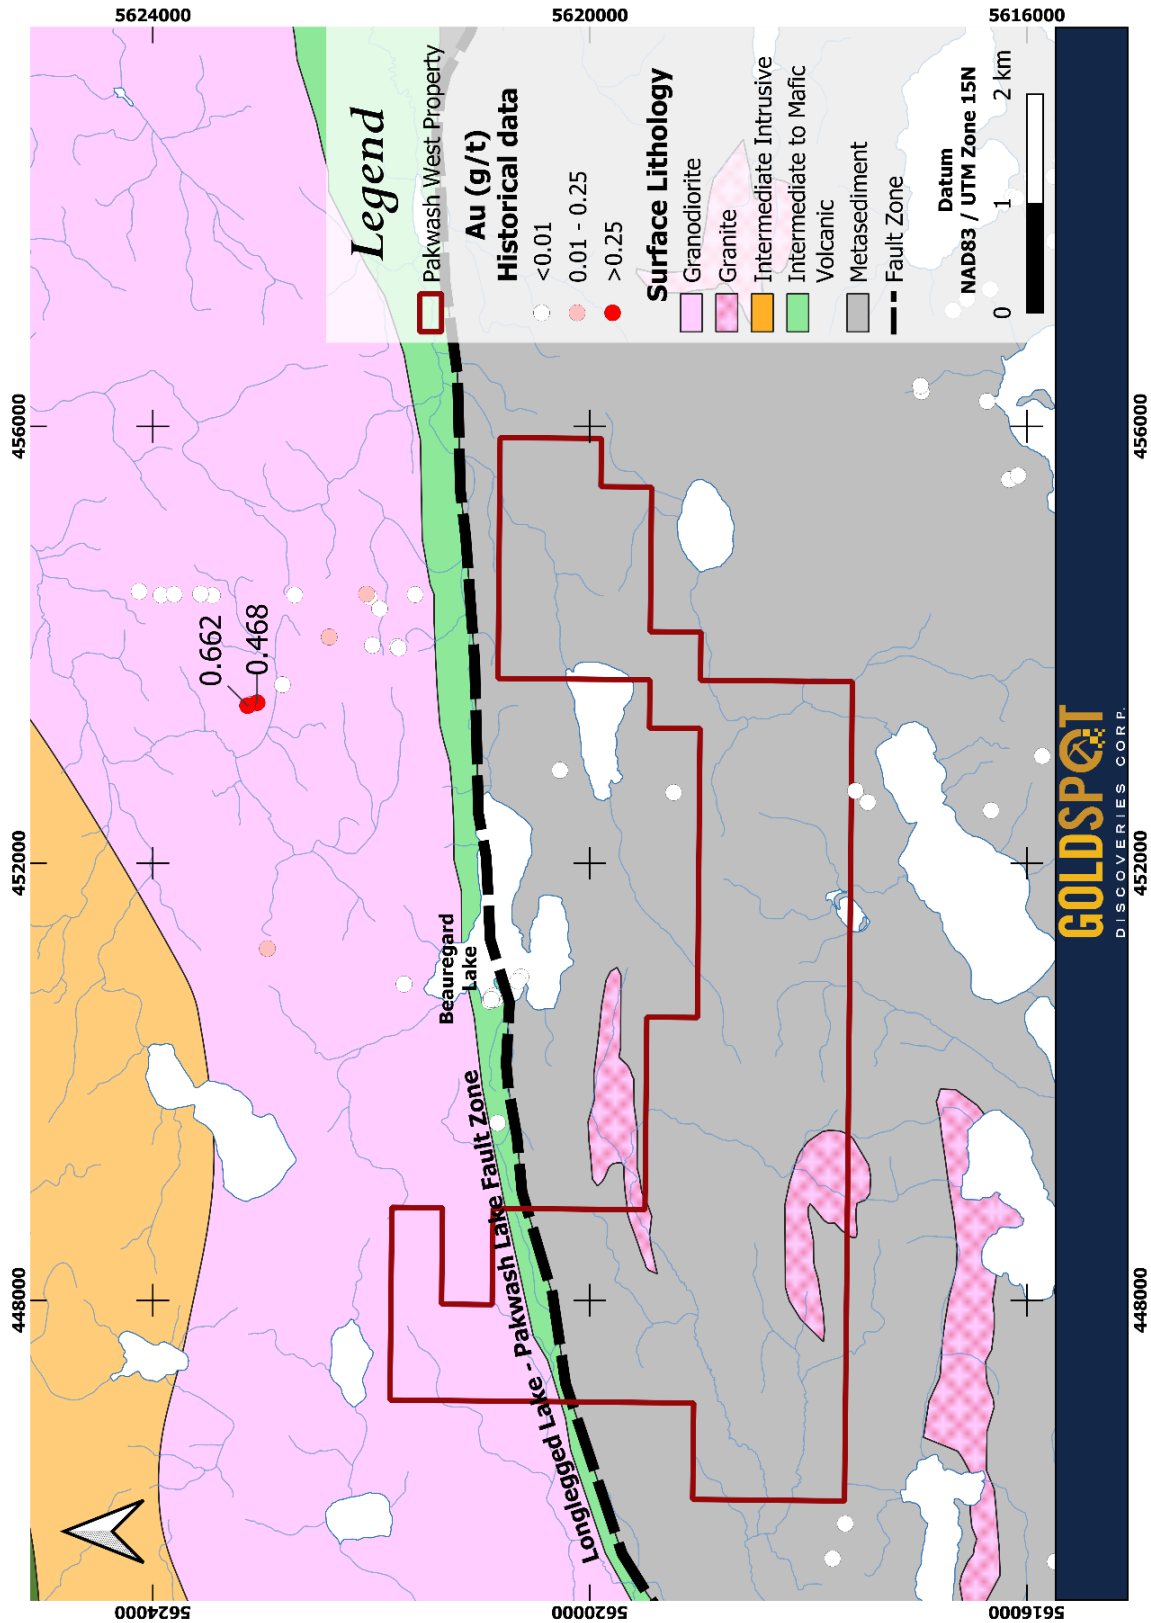 5624000
5620000
5616000
456000
452000
448000
0.662
0.468
Beauregard
Lake
Longlegged Lake - Pakwash Lake Fault Zone
Legend
Pakwash West Property
Au (g/t)
Historical data
<0.01
0.01 - 0.25
>0.25
Surface Lithology
Granodiorite
Granite
Intermediate Intrusive
Intermediate to Mafic
Volcanic
Metasediment
Fault Zone
Datum
NAD83 / UTM Zone 15N
0 1 2 km
456000
452000
448000
5624000
5620000
5616000
GOLDSPOT
DISCOVERIES CORP.